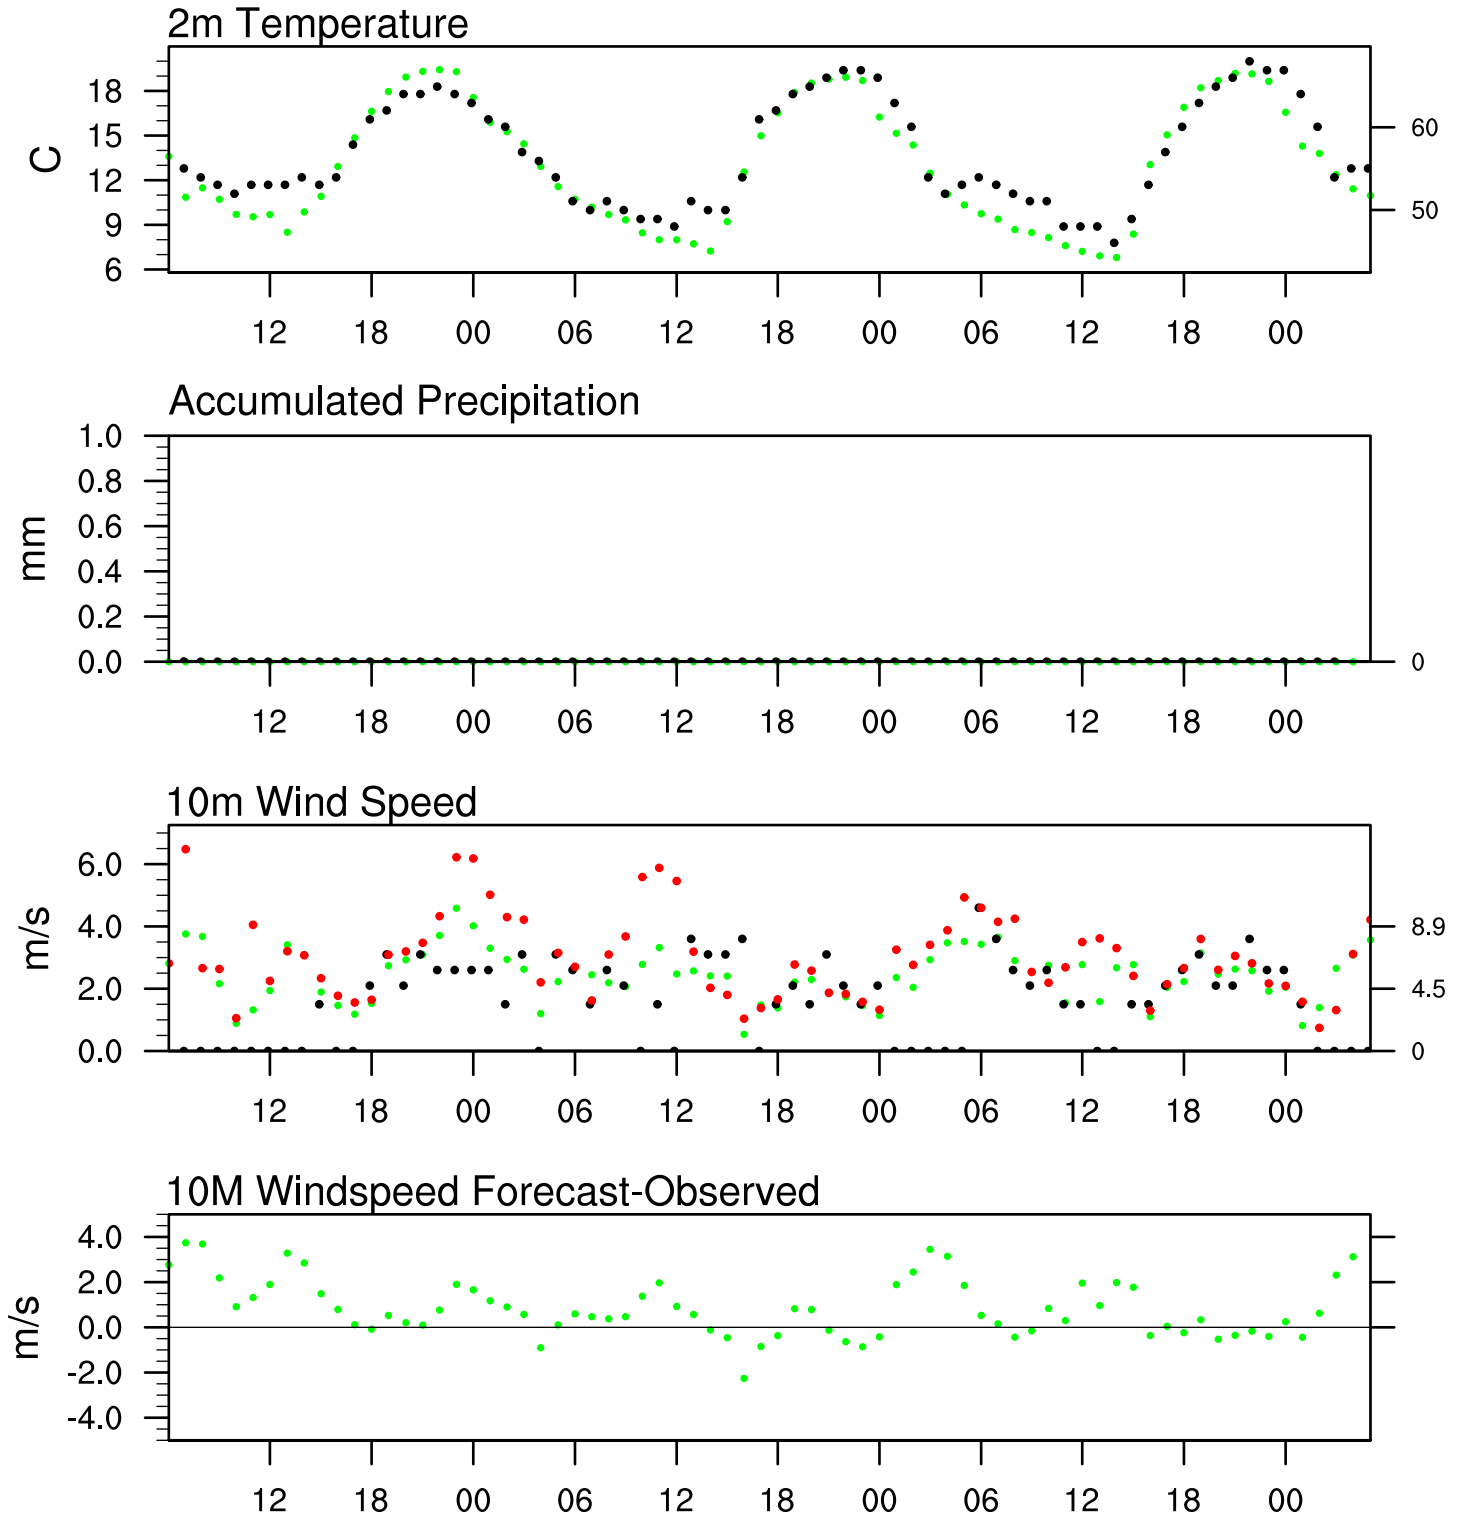 2m Temperature
C
18
15
12
9
6
60
50
12 18 00 06 12 18 00 06 12 18 00
Accumulated Precipitation
mm
1.0
0.8
0.6
0.4
0.2
0.0
0
12 18 00 06 12 18 00 06 12 18 00
10m Wind Speed
m/s
6.0
4.0
2.0
0.0
8.9
4.5
0
12 18 00 06 12 18 00 06 12 18 00
10M Windspeed Forecast-Observed
m/s
4.0
2.0
0.0
-2.0
-4.0
12 18 00 06 12 18 00 06 12 18 00